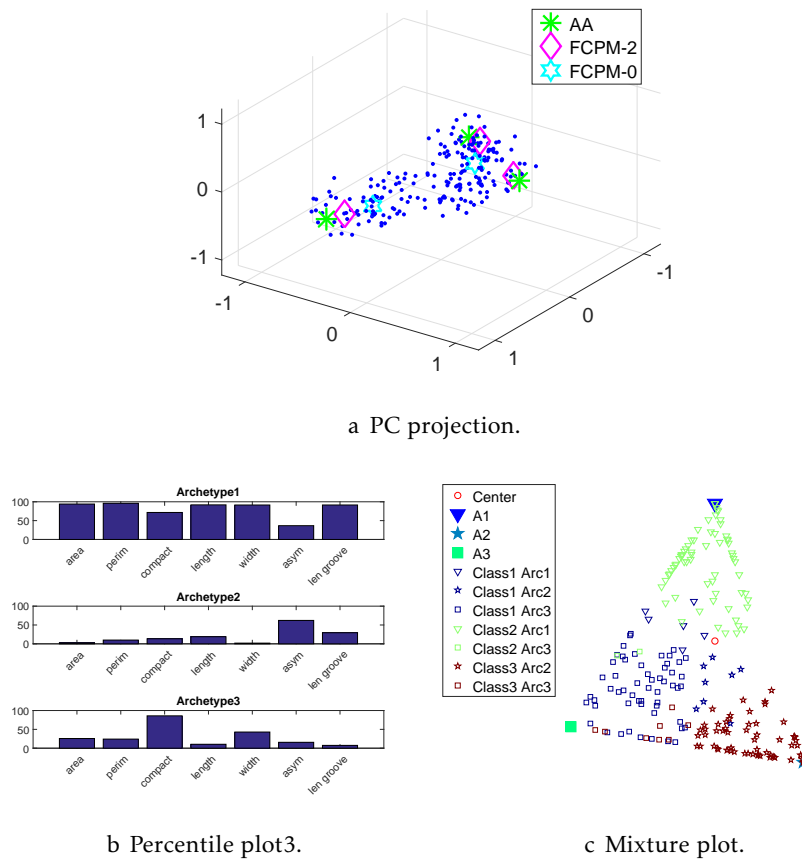 AA
FCPM-2
FCPM-0
1
0
-1
-1
0
1
-1
0
1
a PC projection.
Archetype1
100
50
0
area
perim
compact
length
width
asym
len groove
Archetype2
100
50
0
area
perim
compact
length
width
asym
len groove
Archetype3
100
50
0
area
perim
compact
length
width
asym
len groove
b Percentile plot3.
Center
A1
A2
A3
Class1 Arc1
Class1 Arc2
Class1 Arc3
Class2 Arc1
Class2 Arc3
Class3 Arc2
Class3 Arc3
c Mixture plot.